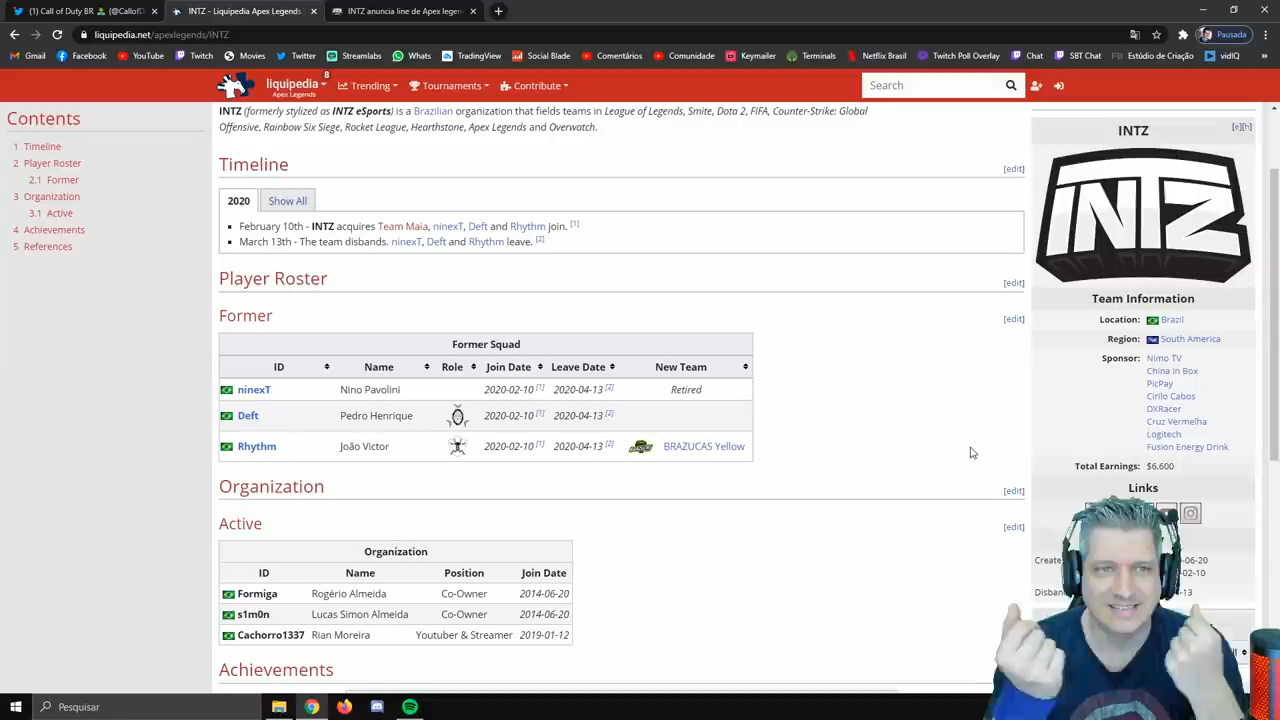 (1) Call of Duty BR 🏝 (@CallofD
INTZ - Liquipedia Apex Legends
INTZ anuncia line de Apex legen
liquipedia.net/apexlegends/INTZ
Pausada
Gmail Facebook YouTube Twitch Movies Streamlabs Whats TradingView Social Blade Comentários Comunidade Keymailer Terminals Netflix Brasil Twitch Poll Overlay Chat SBT Chat Estúdio de Criação vidIQ
liquipedia
Apex Legends
8
Trending Tournaments Contribute
Search
Contents
1 Timeline
2 Player Roster
2.1 Former
3 Organization
3.1 Active
4 Achievements
5 References
INTZ (formerly stylized as INTZ eSports) is a Brazilian organization that fields teams in League of Legends, Smite, Dota 2, FIFA, Counter-Strike: Global
Offensive, Rainbow Six Siege, Rocket League, Hearthstone, Apex Legends and Overwatch.
Timeline [edit]
2020 Show All
February 10th - INTZ acquires Team Maia, ninexT, Deft and Rhythm join. [1]
March 13th - The team disbands. ninexT, Deft and Rhythm leave. [2]
Player Roster [edit]
Former [edit]
Former Squad
ID Name Role Join Date Leave Date New Team
ninexT Nino Pavolini 2020-02-10 [1] 2020-04-13 [2] Retired
Deft Pedro Henrique 2020-02-10 [1] 2020-04-13 [2]
Rhythm João Victor 2020-02-10 [1] 2020-04-13 [2] BRAZUCAS Yellow
Organization [edit]
Active [edit]
Organization
ID Name Position Join Date
Formiga Rogério Almeida Co-Owner 2014-06-20
s1m0n Lucas Simon Almeida Co-Owner 2014-06-20
Cachorro1337 Rian Moreira Youtuber & Streamer 2019-01-12
Achievements
INTZ [e][h]
INTZ
Team Information
Location: Brazil
Region: South America
Sponsor: Nimo TV
China in Box
PicPay
Cirilo Cabos
DXRacer
Cruz Vermelha
Logitech
Fusion Energy Drink
Total Earnings: $6,600
Links
Create
06-20
02-10
Disban
13
Pesquisar